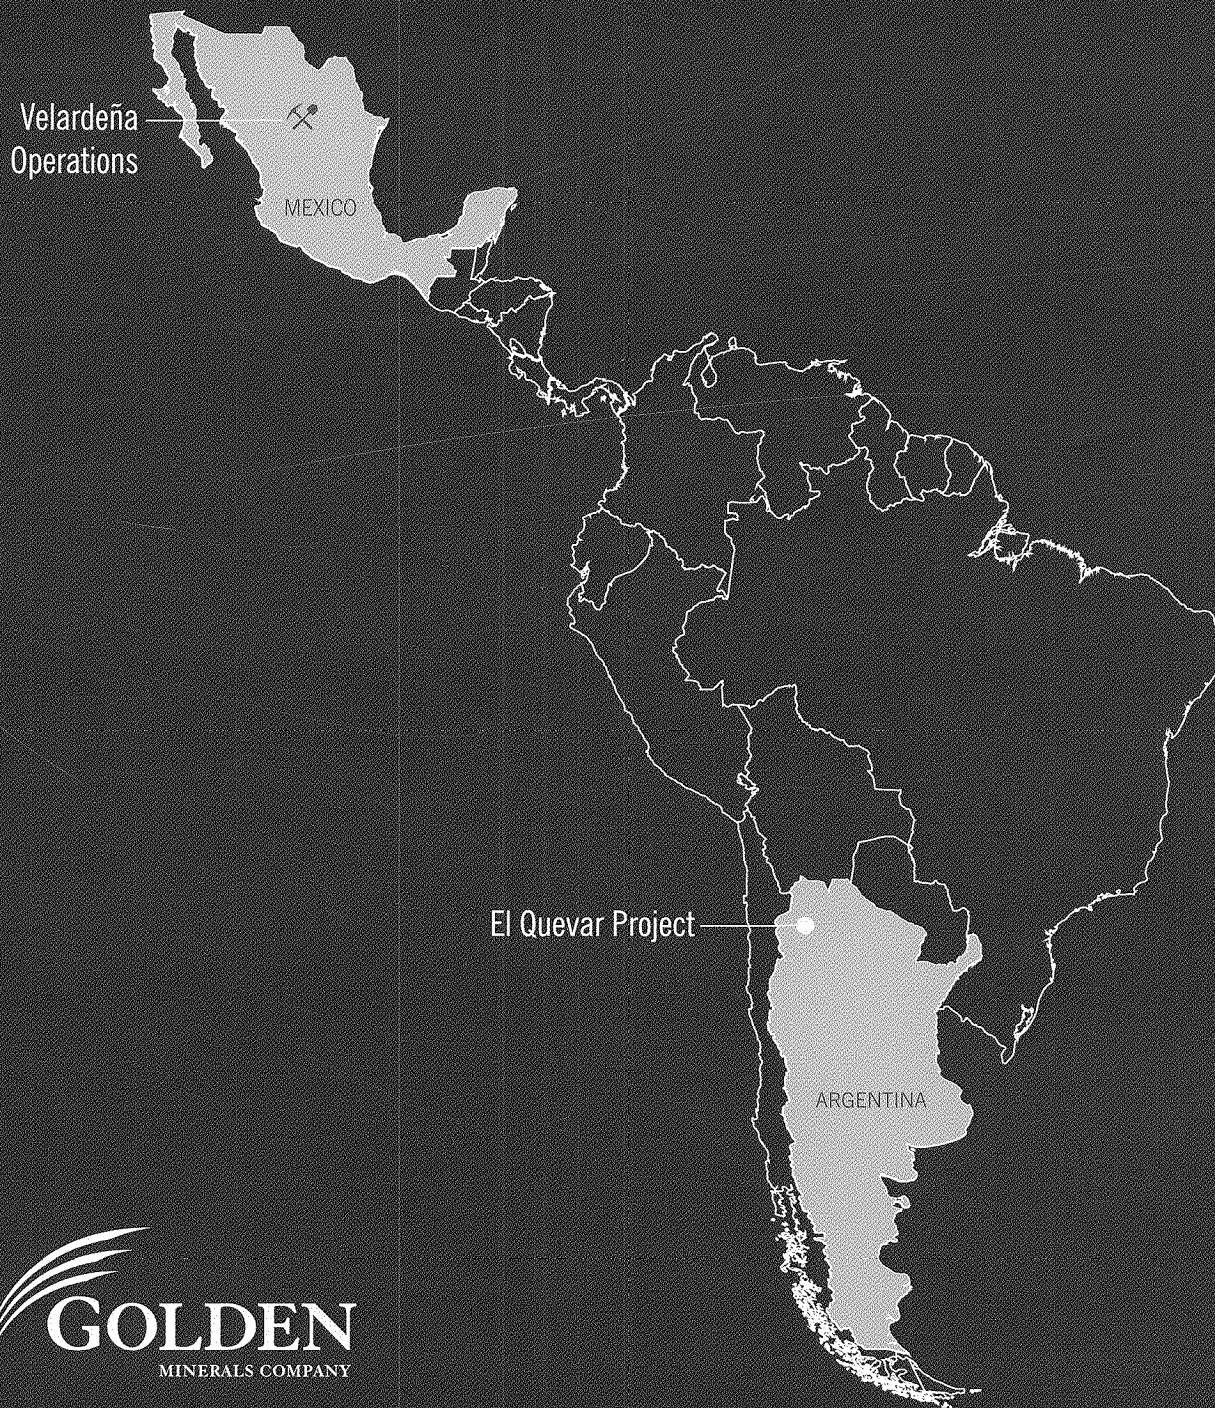 Velardeña
Operations
MEXICO
El Quevar Project
ARGENTINA
GOLDEN
MINERALS COMPANY